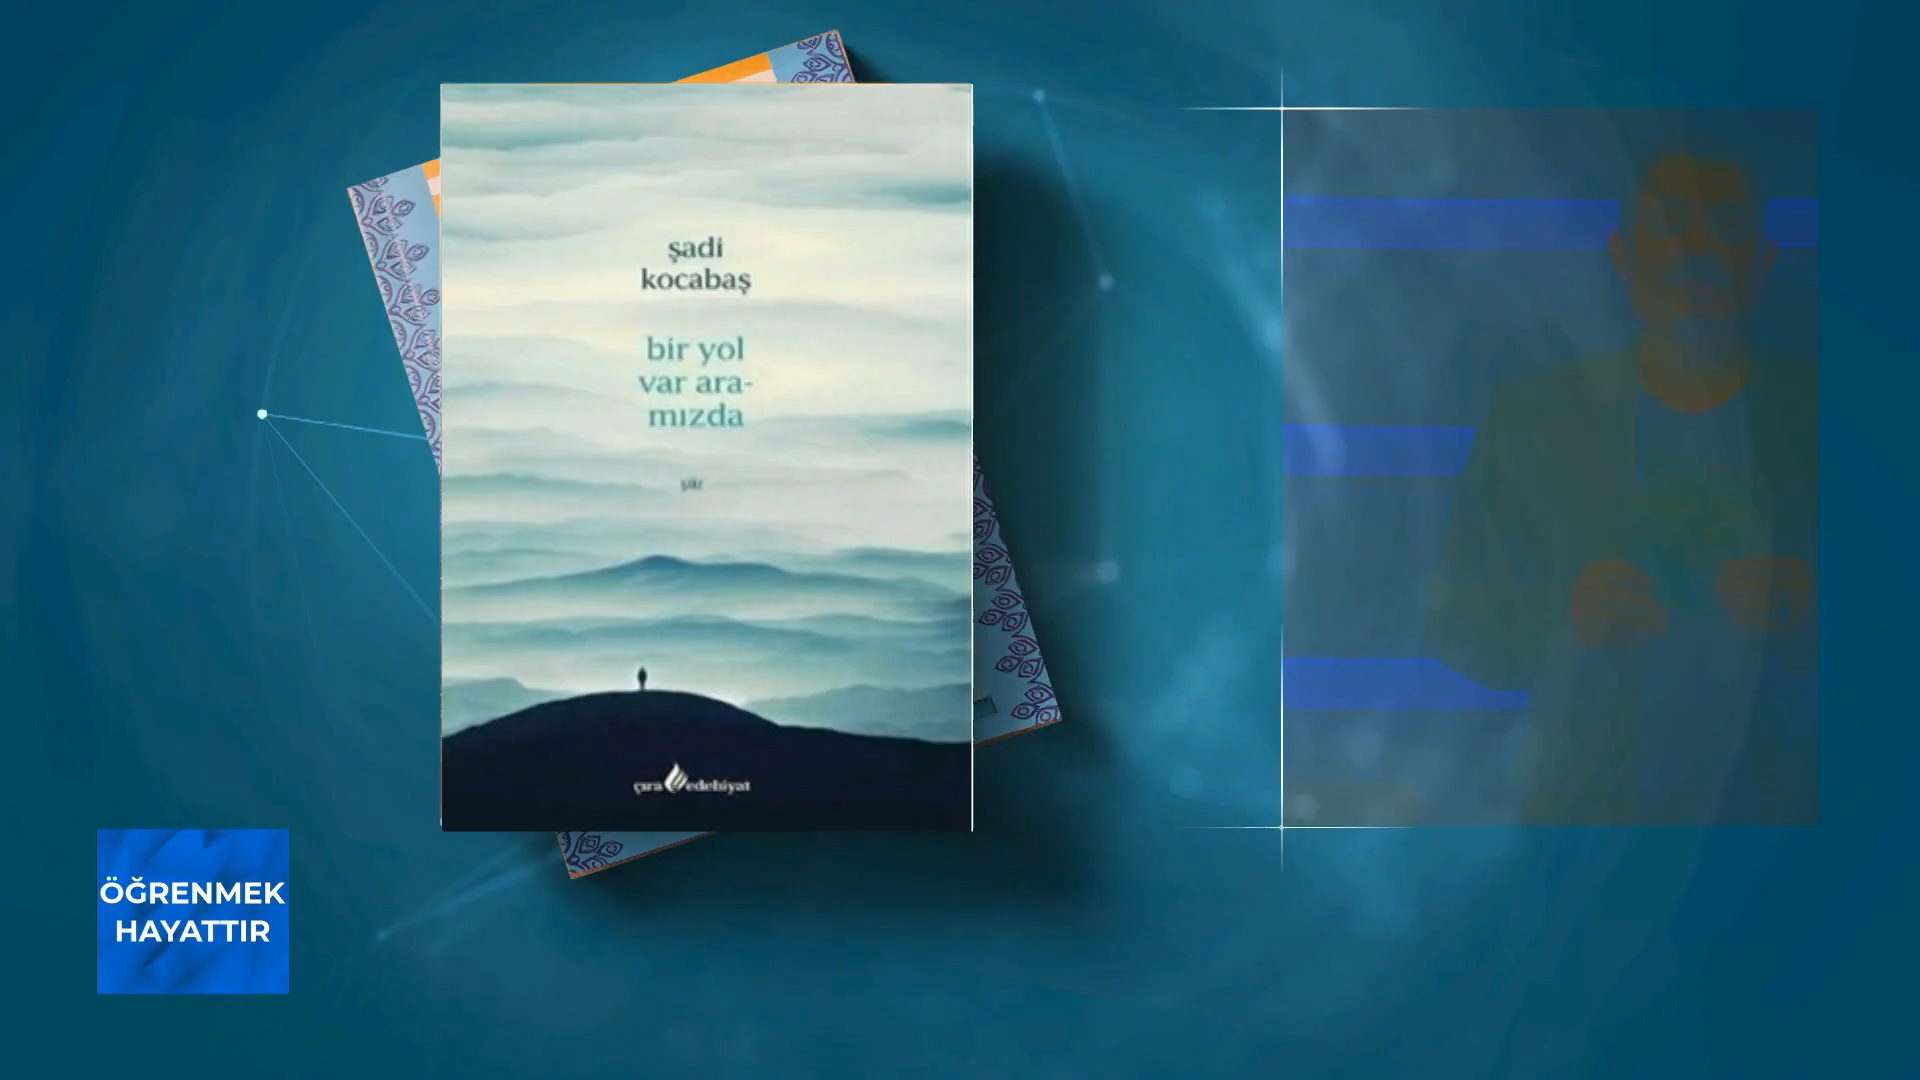 şadi
kocabaş
bir yol
var ara-
mızda
şiir
çıra edebiyat
ÖĞRENMEK
HAYATTIR